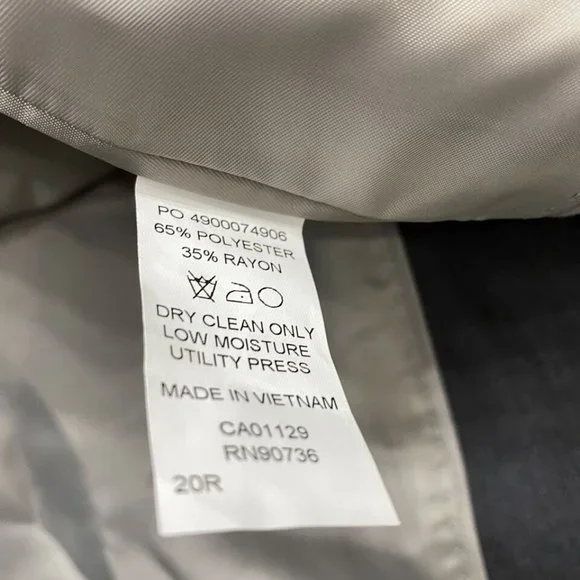 PO 4900074906
65% POLYESTER
35% RAYON
DRY CLEAN ONLY
LOW MOISTURE
UTILITY PRESS
MADE IN VIETNAM
CA01129
RN90736
20R